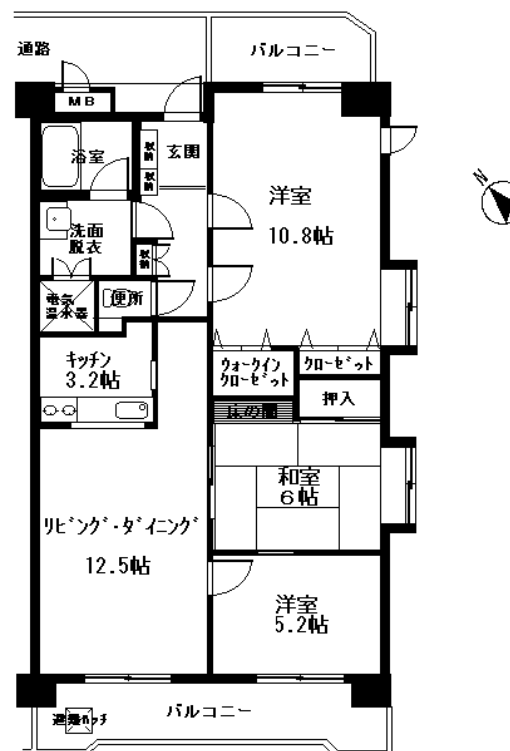 通路
バルコニー
MB
浴室
収納
玄関
収納
洋室
10.8帖
N
洗面
脱衣
収納
電気
温水器
便所
キッチン
3.2帖
ウォークイン
クローゼット
クローゼット
床の間
押入
和室
6帖
リビング・ダイニング
12.5帖
洋室
5.2帖
避難ハッチ
バルコニー